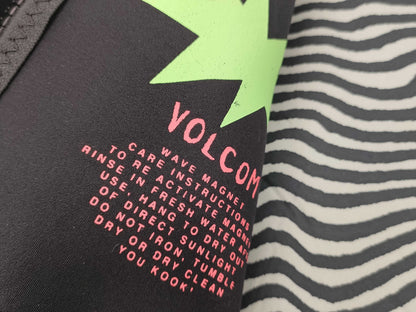 VOLCOM
WAVE MAGNET
CARE INSTRUCTIONS
TO RE ACTIVATE MAGNET
RINSE IN FRESH WATER AFTER
USE, HANG TO DRY OUT
OF DIRECT SUNLIGHT
DO NOT IRON, TUMBLE
DRY OR DRY CLEAN
'YOU KOOK'